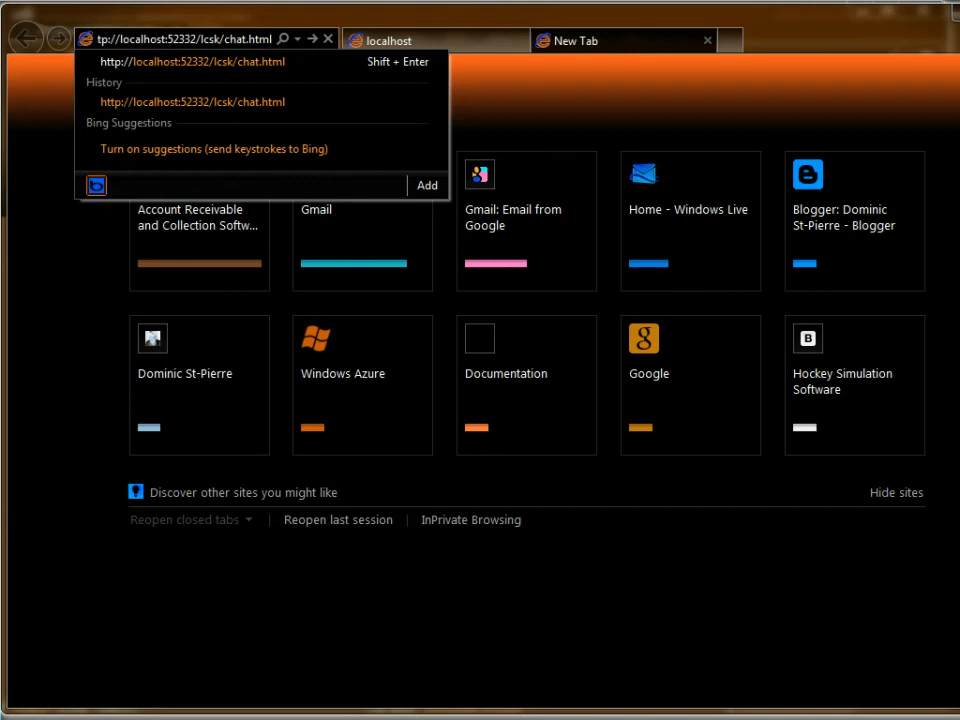 tp://localhost:52332/lcsk/chat.html
localhost
New Tab
http://localhost:52332/lcsk/chat.html
Shift + Enter
History
http://localhost:52332/lcsk/chat.html
Bing Suggestions
Turn on suggestions (send keystrokes to Bing)
Add
Account Receivable
and Collection Softw...
Gmail
Gmail: Email from
Google
Home - Windows Live
Blogger: Dominic
St-Pierre - Blogger
Dominic St-Pierre
Windows Azure
Documentation
Google
Hockey Simulation
Software
Discover other sites you might like
Hide sites
Reopen closed tabs
Reopen last session
InPrivate Browsing